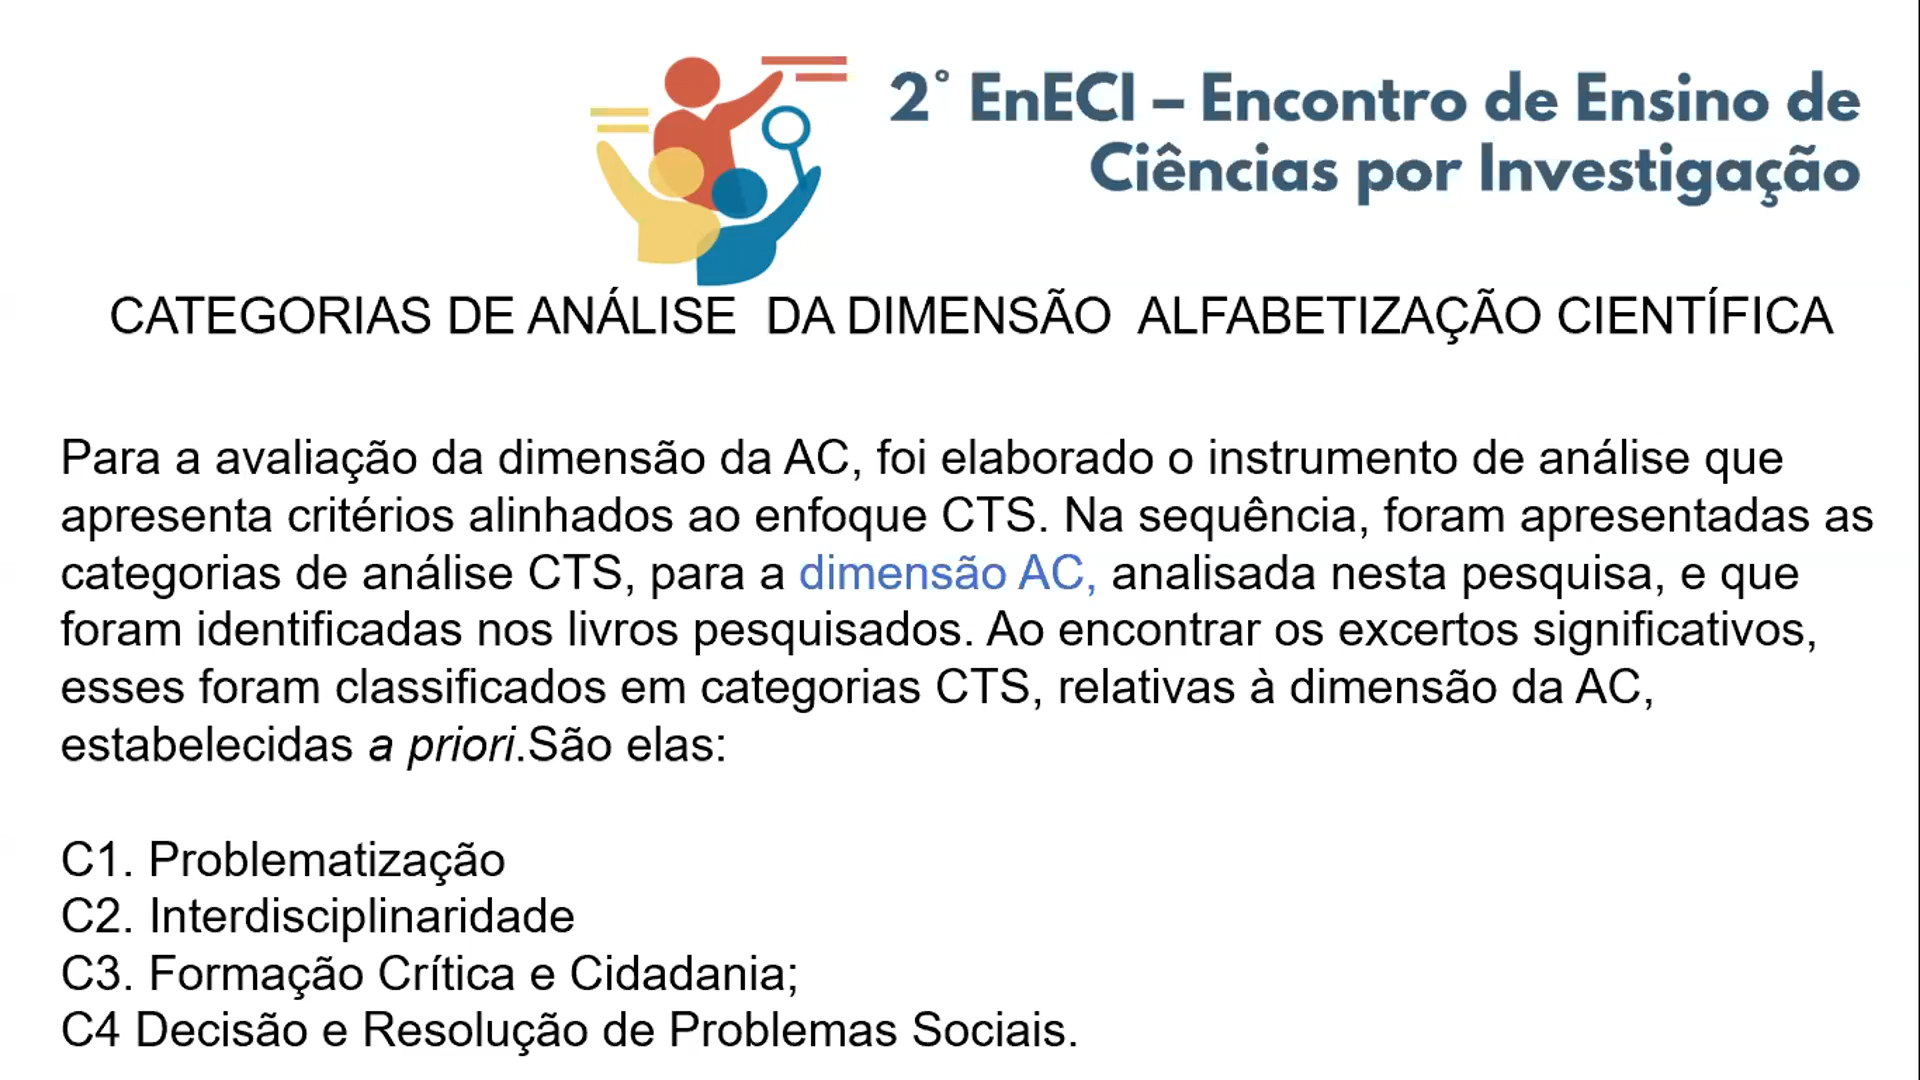 2° EnECI – Encontro de Ensino de
Ciências por Investigação
CATEGORIAS DE ANÁLISE  DA DIMENSÃO  ALFABETIZAÇÃO CIENTÍFICA
Para a avaliação da dimensão da AC, foi elaborado o instrumento de análise que
apresenta critérios alinhados ao enfoque CTS. Na sequência, foram apresentadas as
categorias de análise CTS, para a dimensão AC, analisada nesta pesquisa, e que
foram identificadas nos livros pesquisados. Ao encontrar os excertos significativos,
esses foram classificados em categorias CTS, relativas à dimensão da AC,
estabelecidas a priori.São elas:
C1. Problematização
C2. Interdisciplinaridade
C3. Formação Crítica e Cidadania;
C4 Decisão e Resolução de Problemas Sociais.